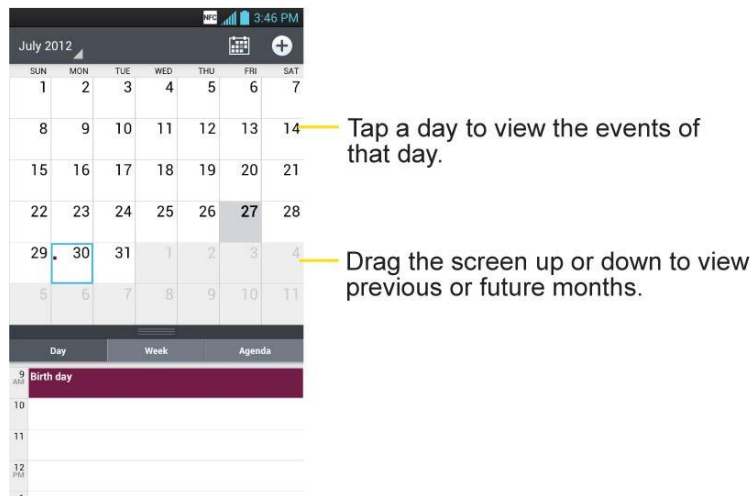 NFC 3:46 PM
July 2012
SUN MON TUE WED THU FRI SAT
1 2 3 4 5 6 7
8 9 10 11 12 13 14
15 16 17 18 19 20 21
22 23 24 25 26 27 28
29 30 31 1 2 3 4
5 6 7 8 9 10 11
Tap a day to view the events of
that day.
Drag the screen up or down to view
previous or future months.
Day Week Agenda
9 AM Birth day
10
11
12 PM